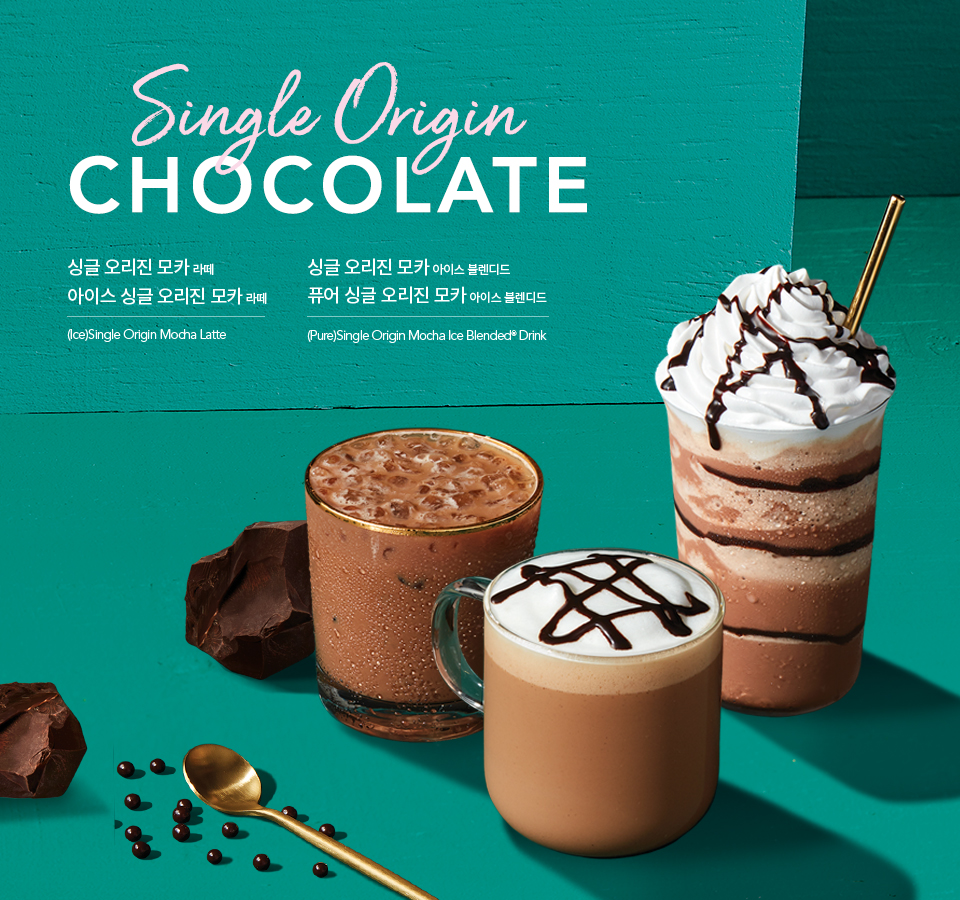 Single Origin
CHOCOLATE
싱글 오리진 모카 라떼
아이스 싱글 오리진 모카 라떼
(Ice)Single Origin Mocha Latte
싱글 오리진 모카 아이스 블렌디드
퓨어 싱글 오리진 모카 아이스 블렌디드
(Pure)Single Origin Mocha Ice Blended® Drink